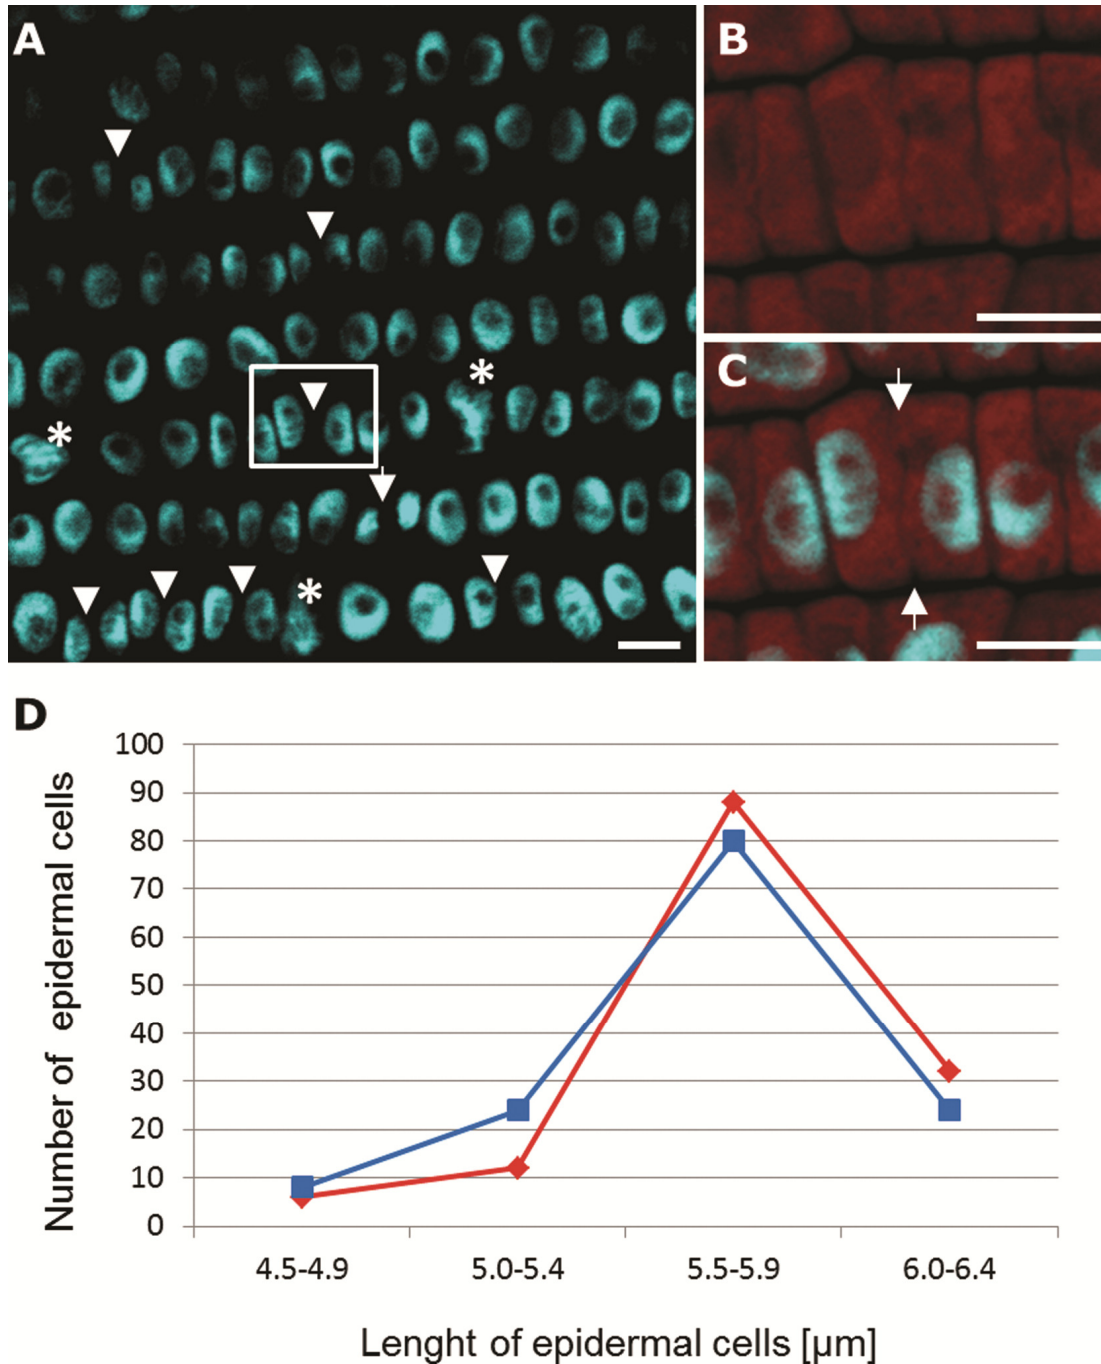 A
B
C
*
*
*
D
100
90
80
70
60
50
40
30
20
10
0
Number of epidermal cells
4.5-4.9 5.0-5.4 5.5-5.9 6.0-6.4
Lenght of epidermal cells [µm]